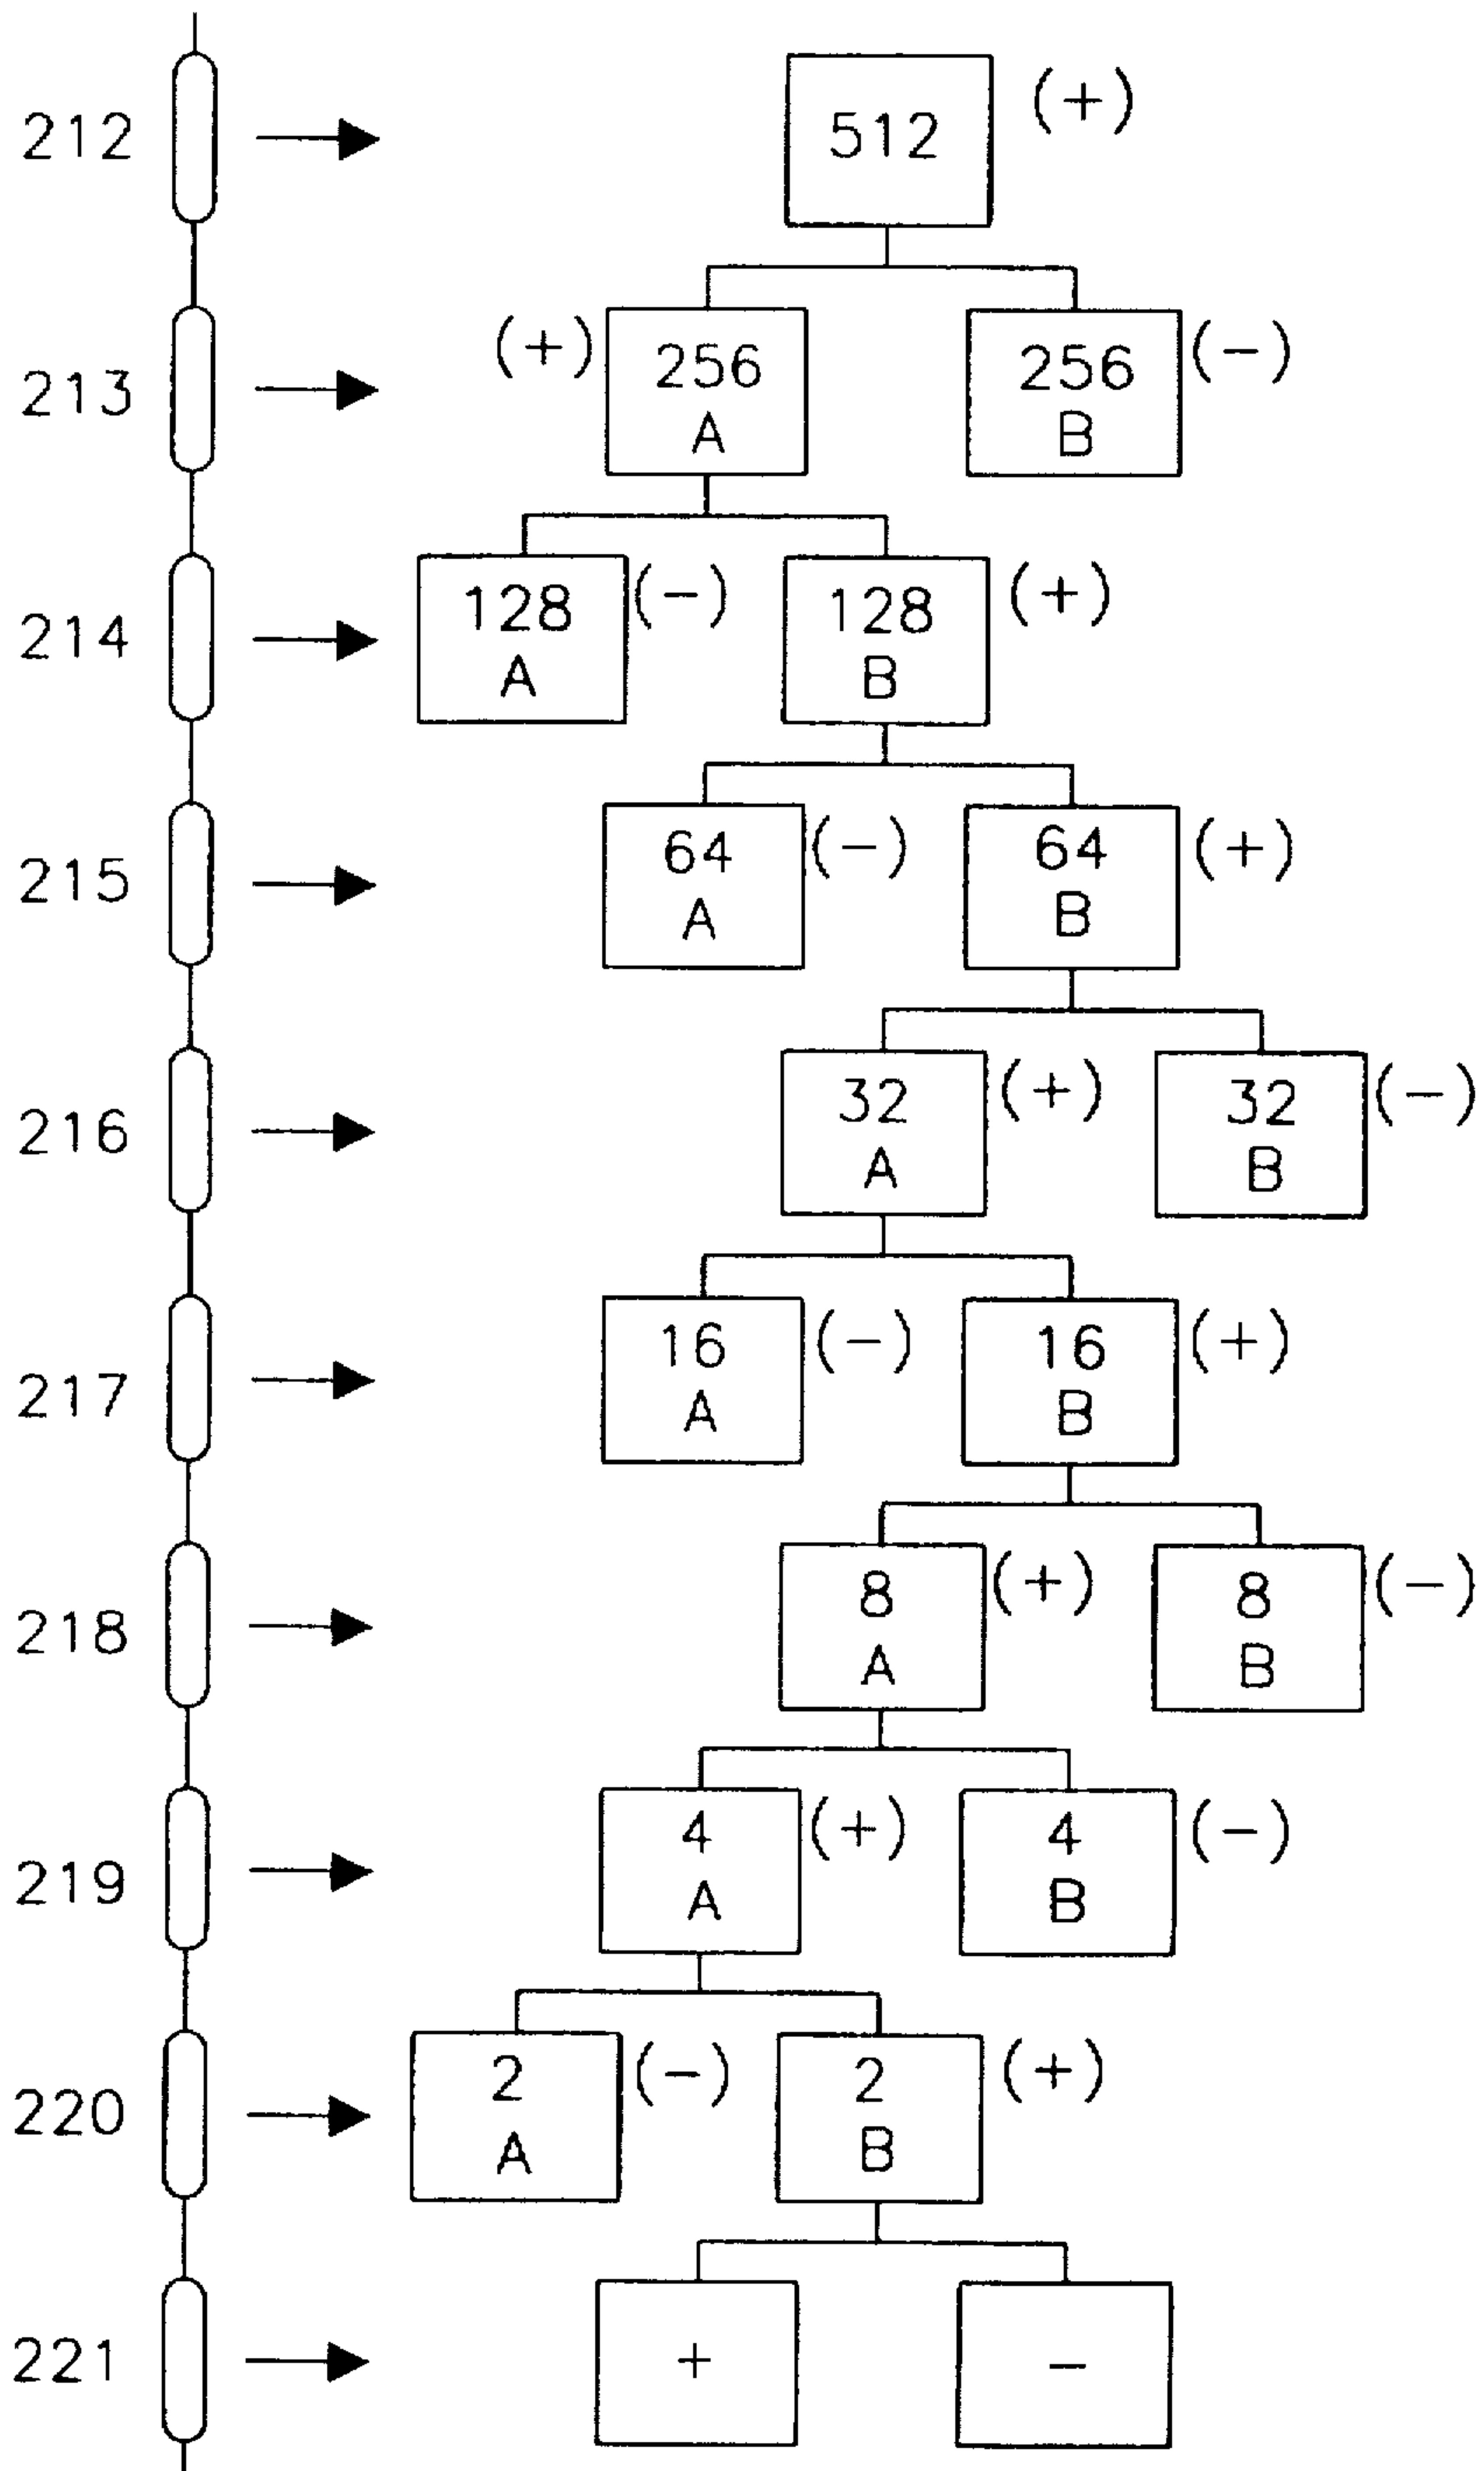 212
512
(+)
213
(+)
256
A
256
B
(-)
214
128
A
(-)
128
B
(+)
215
64
A
(-)
64
B
(+)
216
32
A
(+)
32
B
(-)
217
16
A
(-)
16
B
(+)
218
8
A
(+)
8
B
(-)
219
4
A
(+)
4
B
(-)
220
2
A
(-)
2
B
(+)
221
+
-